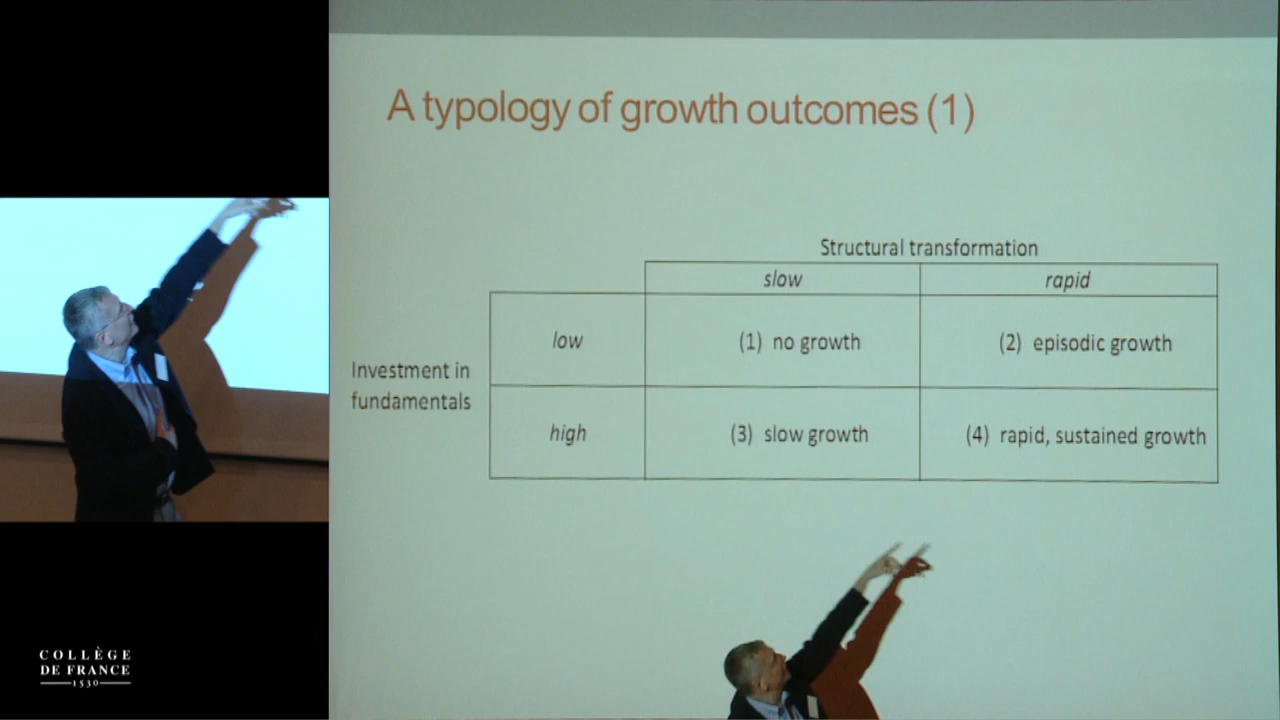 A typology of growth outcomes (1)
Structural transformation
slow rapid
low (1) no growth (2) episodic growth
Investment in
fundamentals
high (3) slow growth (4) rapid, sustained growth
COLLÈGE
DE FRANCE
1530